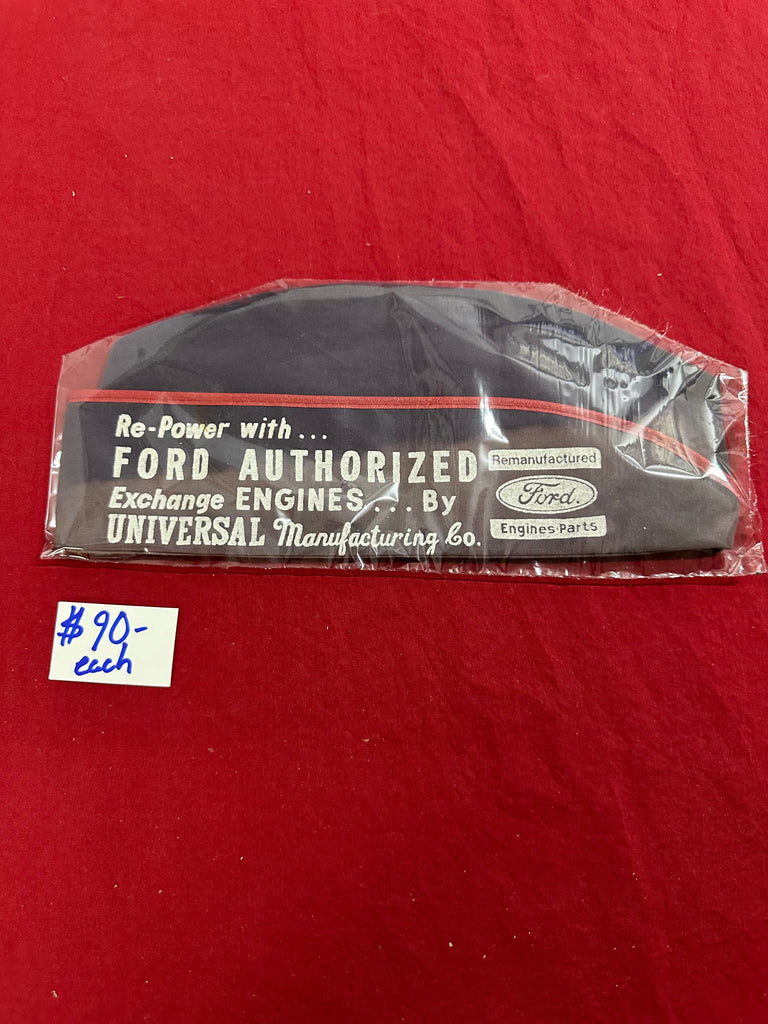 Re-Power with...
FORD AUTHORIZED
Exchange ENGINES... By
UNIVERSAL Manufacturing Co.
Remanufactured
Ford.
Engines-Parts
$90-
each